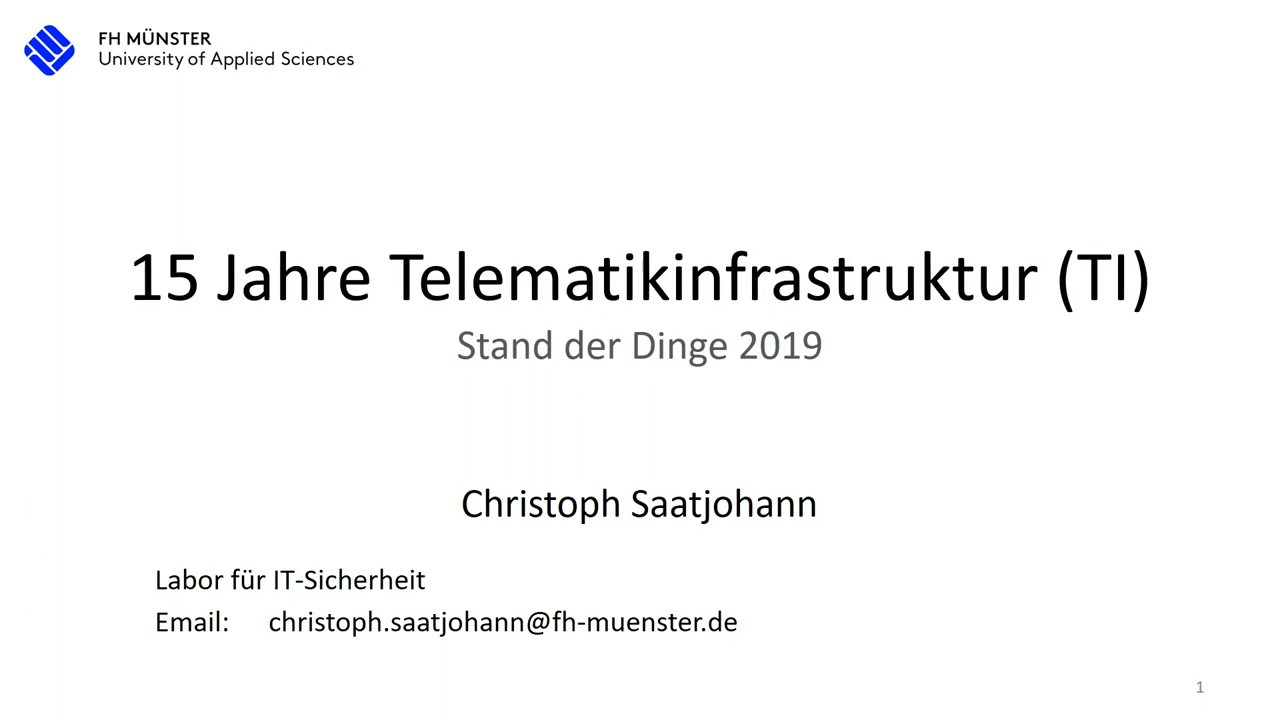 FH MÜNSTER
University of Applied Sciences
15 Jahre Telematikinfrastruktur (TI)
Stand der Dinge 2019
Christoph Saatjohann
Labor für IT-Sicherheit
Email: christoph.saatjohann@fh-muenster.de
1